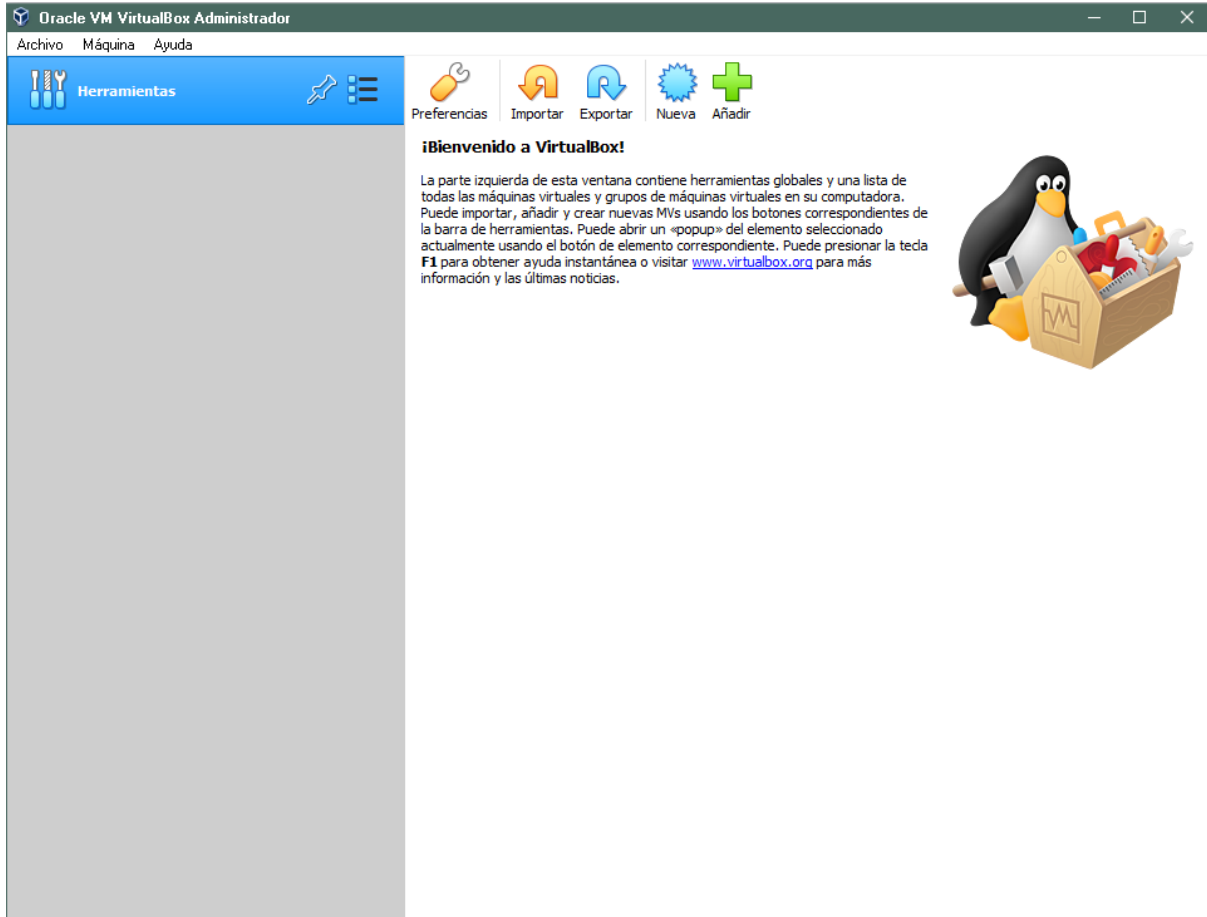 Oracle VM VirtualBox Administrador
Archivo Máquina Ayuda
Herramientas
Preferencias Importar Exportar Nueva Añadir
¡Bienvenido a VirtualBox!
La parte izquierda de esta ventana contiene herramientas globales y una lista de
todas las máquinas virtuales y grupos de máquinas virtuales en su computadora.
Puede importar, añadir y crear nuevas MVs usando los botones correspondientes de
la barra de herramientas. Puede abrir un «popup» del elemento seleccionado
actualmente usando el botón de elemento correspondiente. Puede presionar la tecla
F1 para obtener ayuda instantánea o visitar www.virtualbox.org para más
información y las últimas noticias.